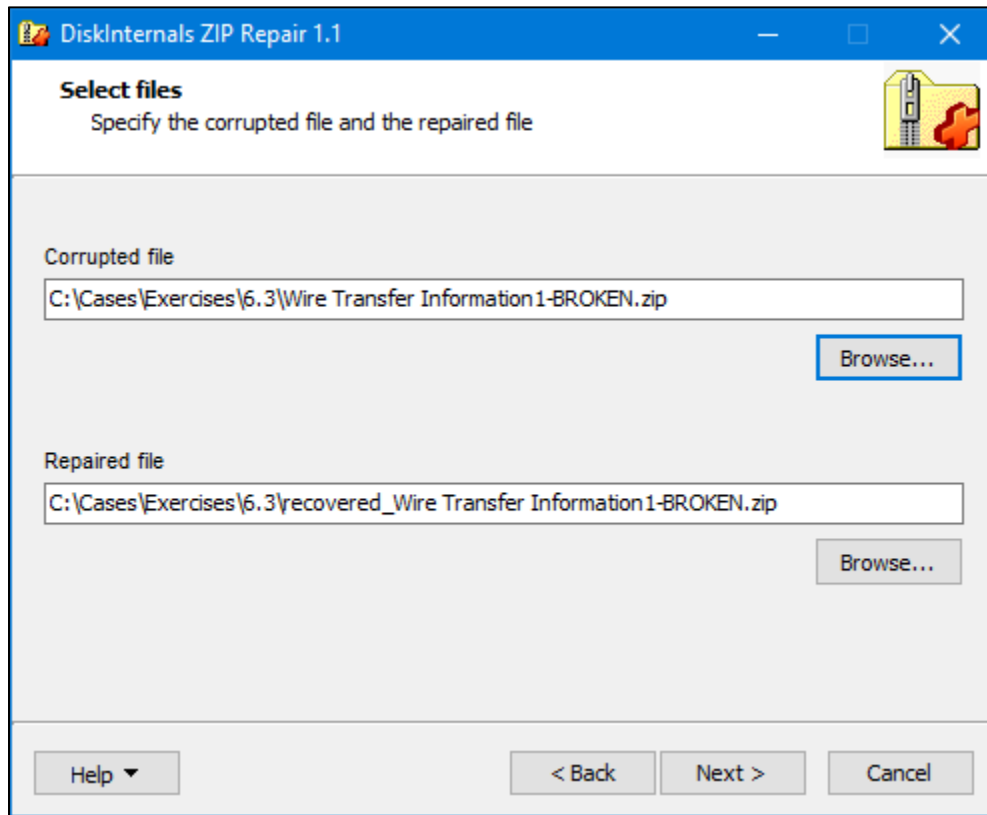 DiskInternals ZIP Repair 1.1
Select files
Specify the corrupted file and the repaired file
Corrupted file
C:\Cases\Exercises\6.3\Wire Transfer Information1-BROKEN.zip
Browse...
Repaired file
C:\Cases\Exercises\6.3\recovered_Wire Transfer Information1-BROKEN.zip
Browse...
Help < Back Next > Cancel